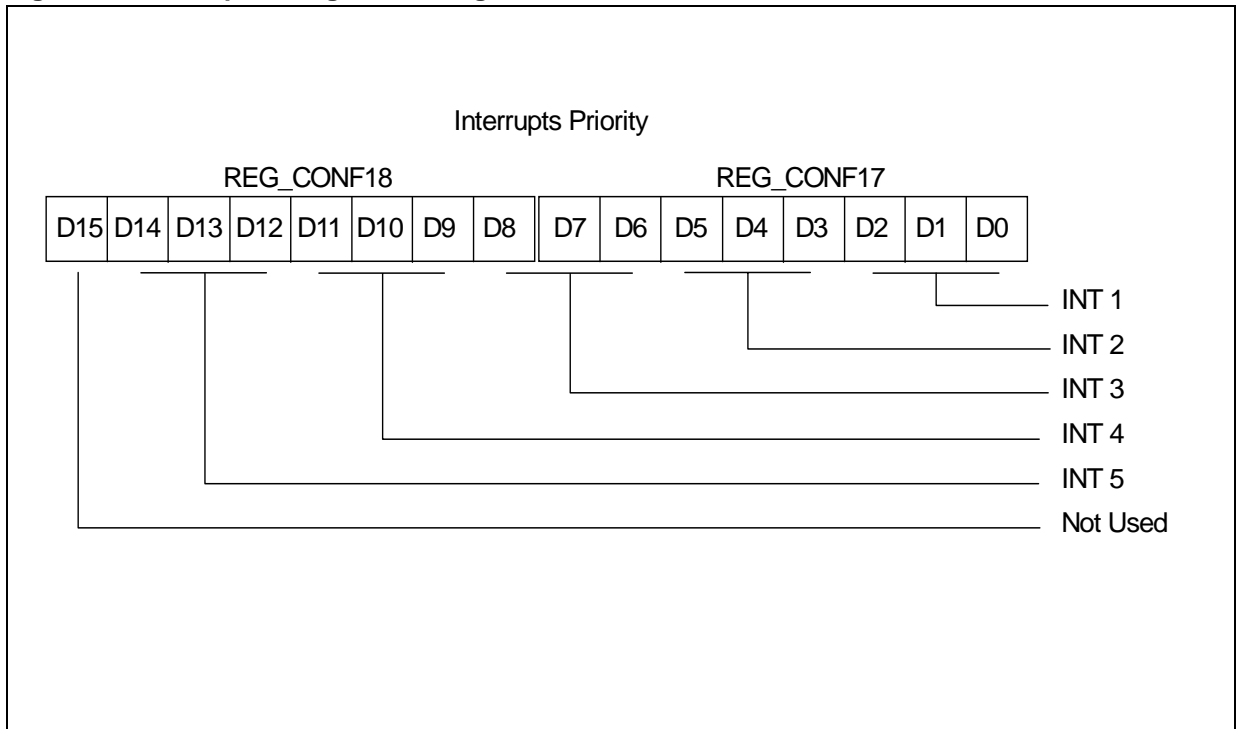 Interrupts Priority
REG_CONF18 REG_CONF17
D15 D14 D13 D12 D11 D10 D9 D8 D7 D6 D5 D4 D3 D2 D1 D0
INT 1
INT 2
INT 3
INT 4
INT 5
Not Used